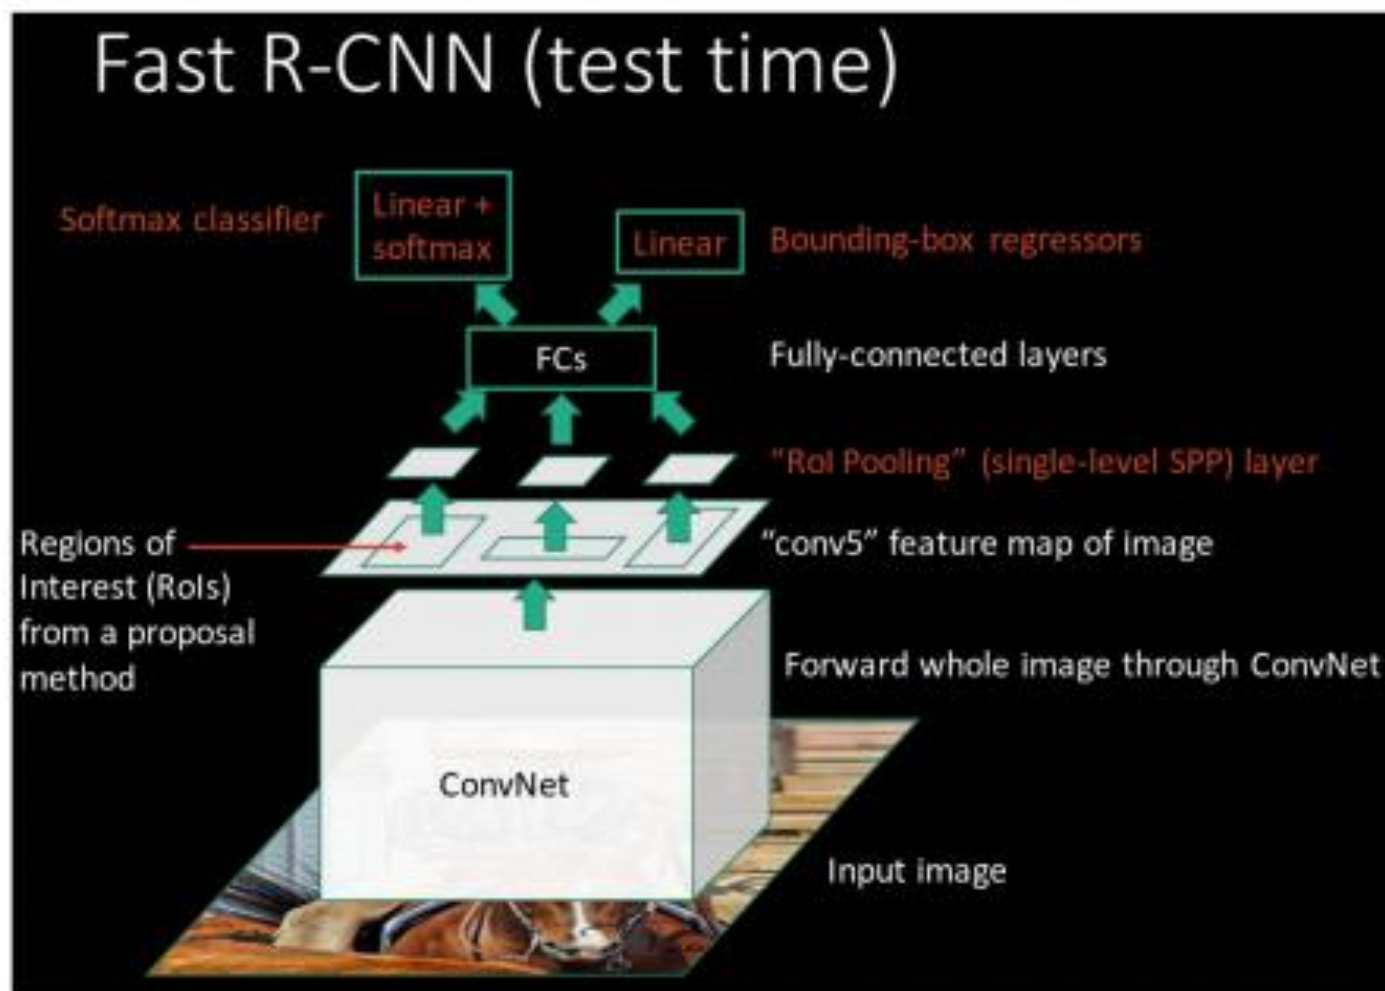 Fast R-CNN (test time)
Softmax classifier
Linear +
softmax
Linear
Bounding-box regressors
FCs
Fully-connected layers
"RoI Pooling" (single-level SPP) layer
Regions of
Interest (RoIs)
from a proposal
method
"conv5" feature map of image
Forward whole image through ConvNet
ConvNet
Input image